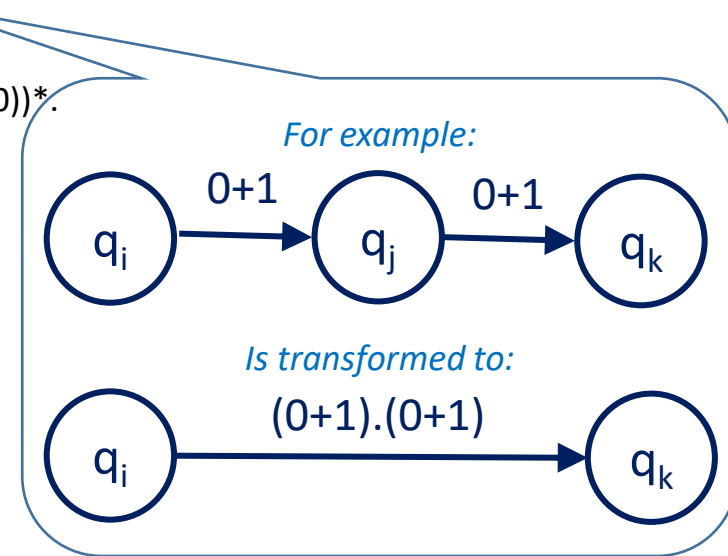 0))*.
For example:
0+1 0+1
qi qj qk
Is transformed to:
(0+1).(0+1)
qi qk